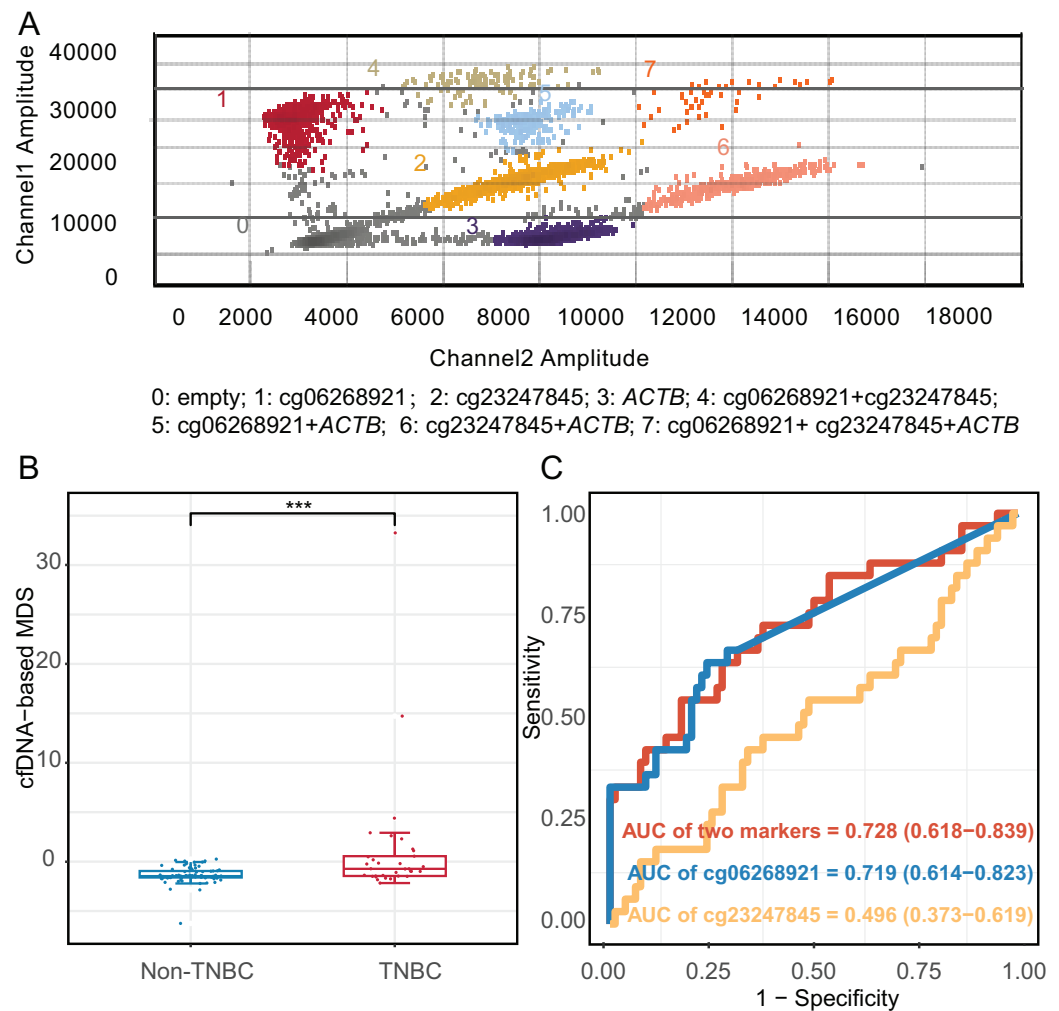 A
Channel1 Amplitude
40000
30000
20000
10000
0
4
7
1
5
2
6
0
3
0 2000 4000 6000 8000 10000 12000 14000 16000 18000
Channel2 Amplitude
0: empty; 1: cg06268921; 2: cg23247845; 3: ACTB; 4: cg06268921+cg23247845;
5: cg06268921+ACTB; 6: cg23247845+ACTB; 7: cg06268921+ cg23247845+ACTB
B
cfDNA−based MDS
30
20
10
0
***
Non−TNBC TNBC
C
Sensitivity
1.00
0.75
0.50
0.25
0.00
AUC of two markers = 0.728 (0.618−0.839)
AUC of cg06268921 = 0.719 (0.614−0.823)
AUC of cg23247845 = 0.496 (0.373−0.619)
0.00 0.25 0.50 0.75 1.00
1 − Specificity